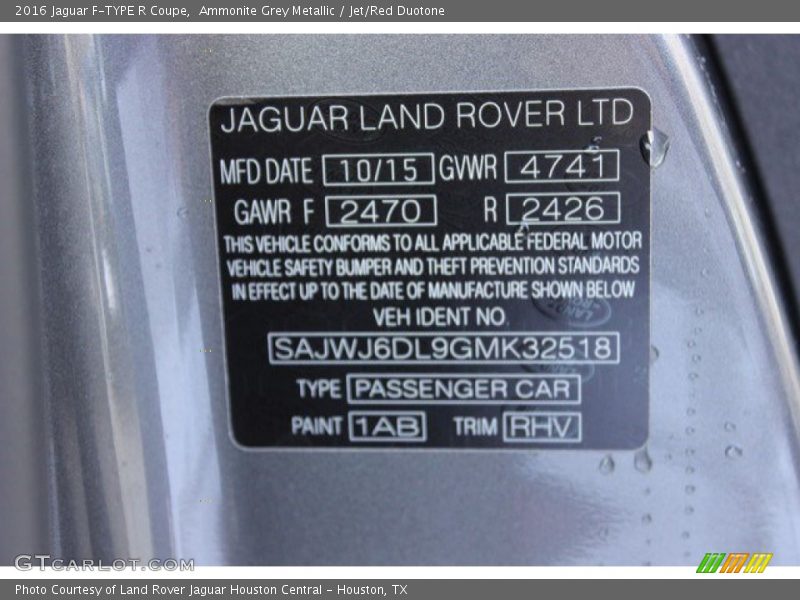 2016 Jaguar F-TYPE R Coupe, Ammonite Grey Metallic / Jet/Red Duotone
JAGUAR LAND ROVER LTD
MFD DATE 10/15 GWR 4741
GAWR F 2470 R 2426
THIS VEHICLE CONFORMS TO ALL APPLICABLE FEDERAL MOTOR
VEHICLE SAFETY BUMPER AND THEFT PREVENTION STANDARDS
IN EFFECT UP TO THE DATE OF MANUFACTURE SHOWN BELOW
VEH IDENT NO.
SAJWJ6DL9GMK32518
TYPE PASSENGER CAR
PAINT 1AB TRIM RHV
GTCARLOT.COM
Photo Courtesy of Land Rover Jaguar Houston Central - Houston, TX